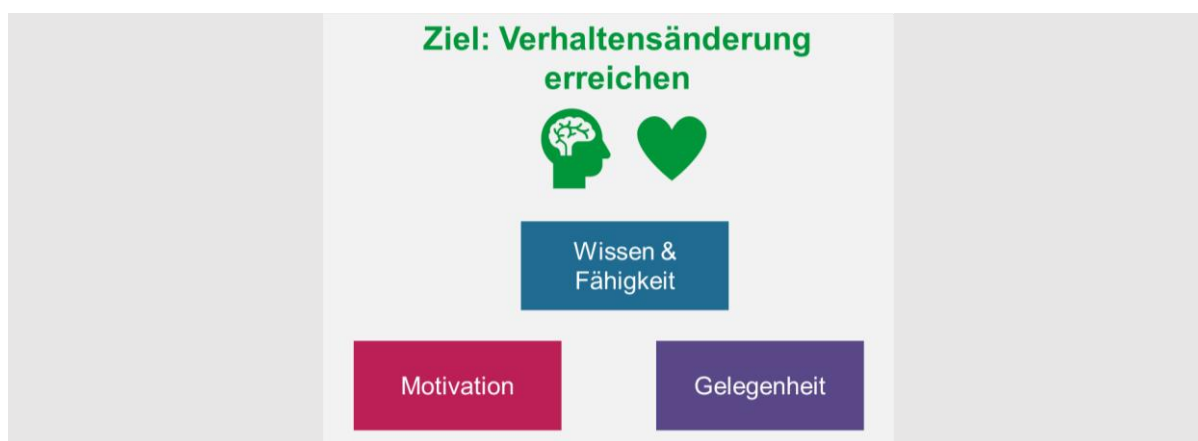 Ziel: Verhaltensänderung
erreichen
Wissen &
Fähigkeit
Motivation
Gelegenheit